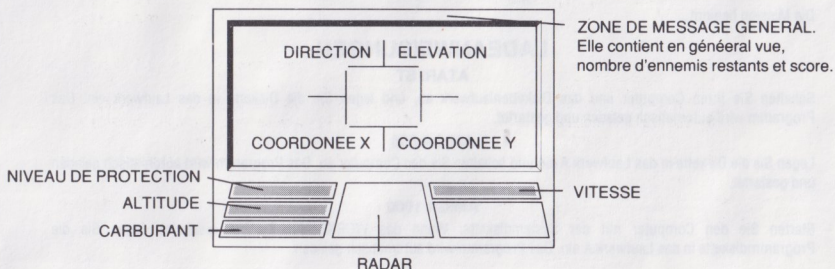 ZONE DE MESSAGE GENERAL.
Elle contient en généeral vue,
nombre d'ennemis restants et score.
DIRECTION ELEVATION
COORDONEE X COORDONEE Y
NIVEAU DE PROTECTION
VITESSE
ALTITUDE
CARBURANT
RADAR